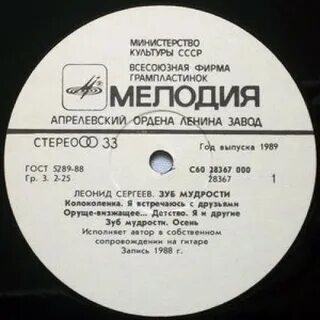 МИНИСТЕРСТВО
КУЛЬТУРЫ СССР
ВСЕСОЮЗНАЯ ФИРМА
ГРАМПЛАСТИНОК
МЕЛОДИЯ
АПРЕЛЕВСКИЙ ОРДЕНА ЛЕНИНА ЗАВОД
СТЕРЕО 33
Год выпуска 1989
ГОСТ 5289-88
С60 28367 000
Гр. 3. 2-25
28367
1
ЛЕОНИД СЕРГЕЕВ. ЗУБ МУДРОСТИ
Колоколенка. Я встречаюсь с друзьями
Оруще-визжащее... Детство. Я и другие
Зуб мудрости. Осень
Исполняет автор в собственном
сопровождении на гитаре
Запись 1988 г.